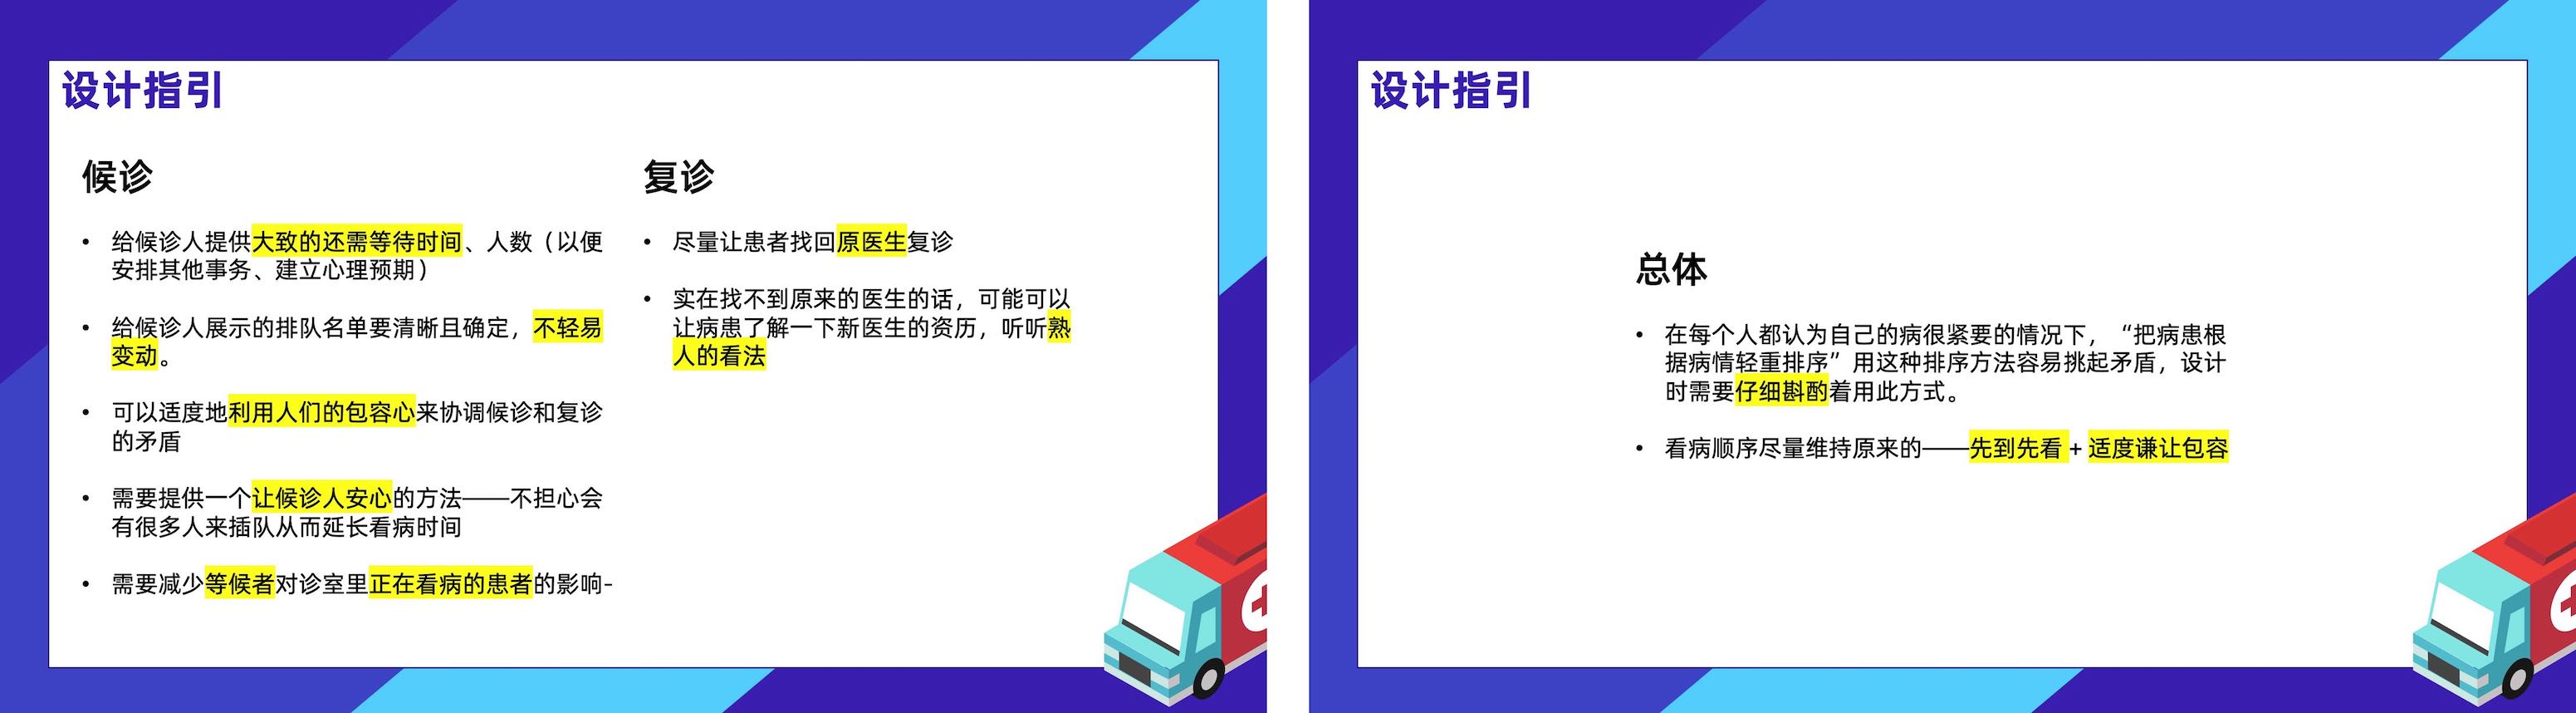 设计指引
候诊
• 给候诊人提供大致的还需等待时间、人数（以便
安排其他事务、建立心理预期）
• 给候诊人展示的排队名单要清晰且确定，不轻易
变动。
• 可以适度地利用人们的包容心来协调候诊和复诊
的矛盾
• 需要提供一个让候诊人安心的方法——不担心会
有很多人来插队从而延长看病时间
• 需要减少等候者对诊室里正在看病的患者的影响-
复诊
• 尽量让患者找回原医生复诊
• 实在找不到原来的医生的话，可能可以
让病患了解一下新医生的资历，听听熟
人的看法
设计指引
总体
• 在每个人都认为自己的病很紧要的情况下，“把病患根
据病情轻重排序”用这种排序方法容易挑起矛盾，设计
时需要仔细斟酌着用此方式。
• 看病顺序尽量维持原来的——先到先看 + 适度谦让包容